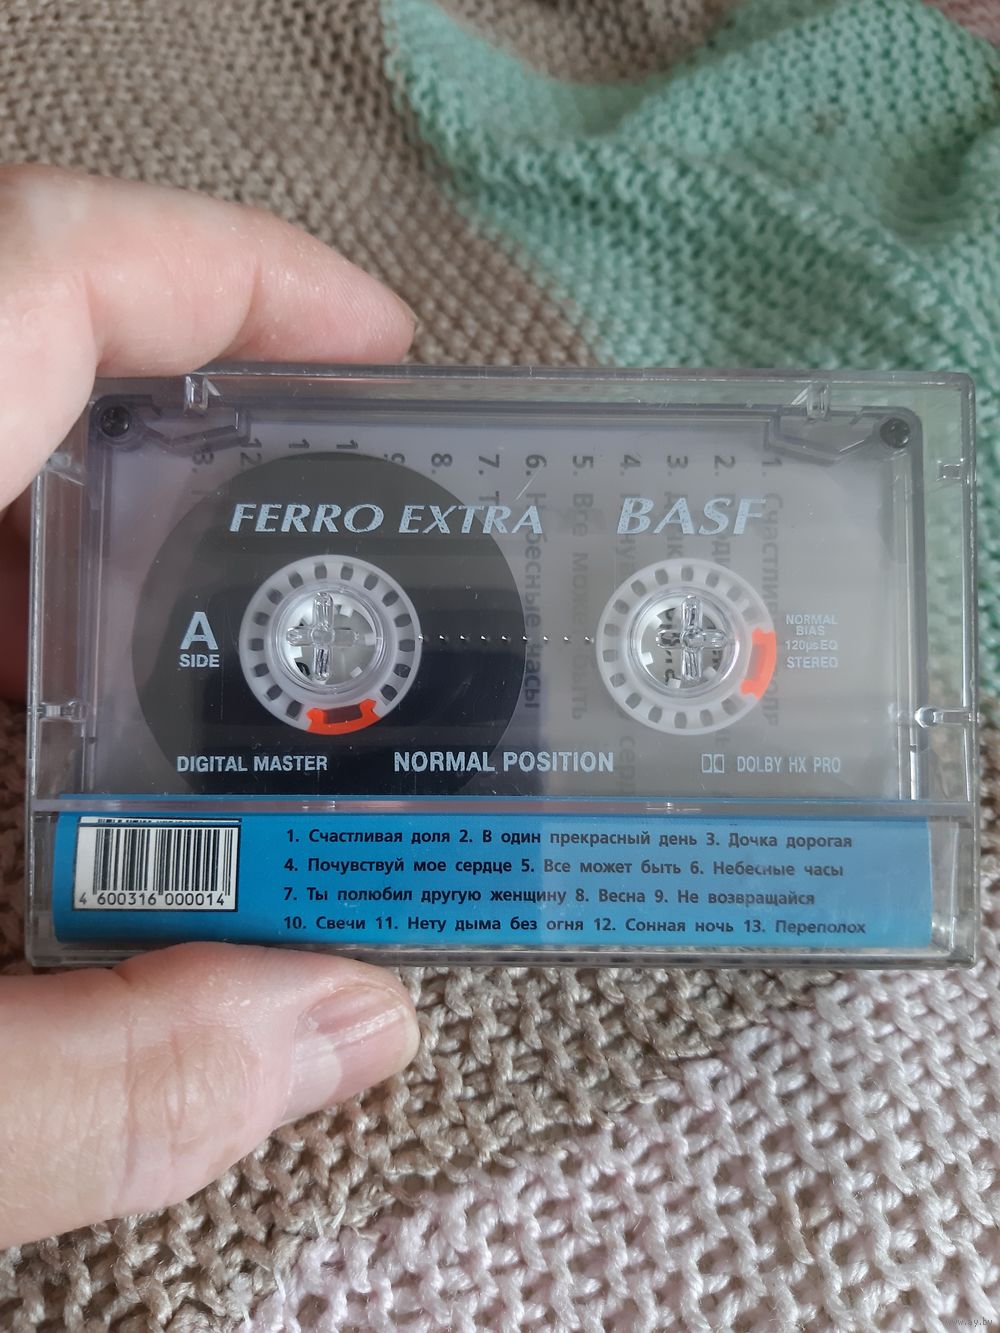 FERRO EXTRA BASF
A
SIDE
NORMAL
BIAS
120µs EQ
STEREO
DIGITAL MASTER NORMAL POSITION DOLBY HX PRO
1. Счастливая доля 2. В один прекрасный день 3. Дочка дорогая
4. Почувствуй мое сердце 5. Все может быть 6. Небесные часы
7. Ты полюбил другую женщину 8. Весна 9. Не возвращайся
10. Свечи 11. Нету дыма без огня 12. Сонная ночь 13. Переполох
4 600316 000014
www.ay.by